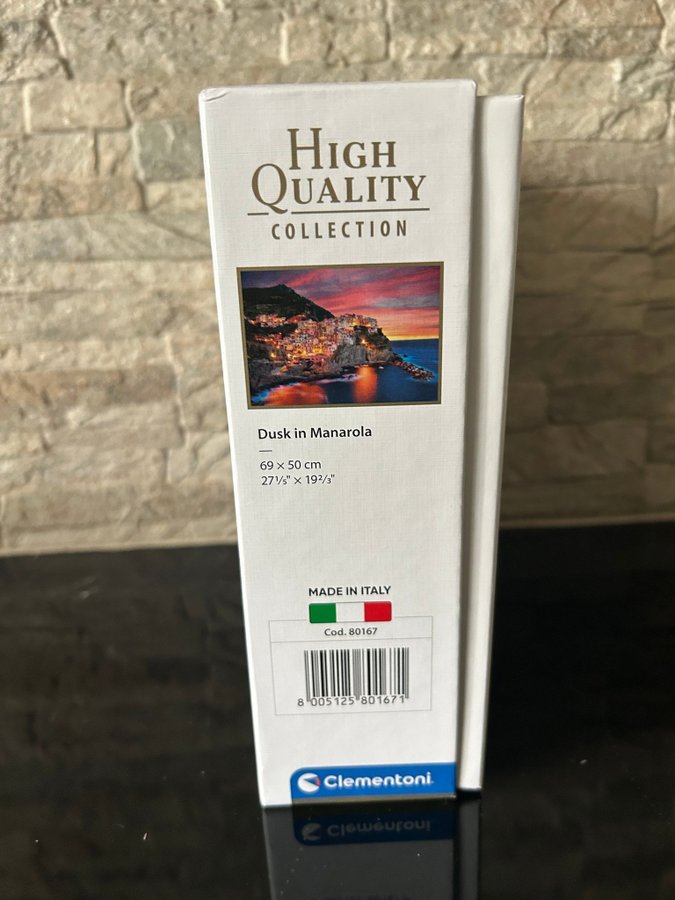 HIGH
QUALITY
COLLECTION
Dusk in Manarola
69 × 50 cm
27⅕" × 19⅔"
MADE IN ITALY
Cod. 80167
8 005125 801671
Clementoni